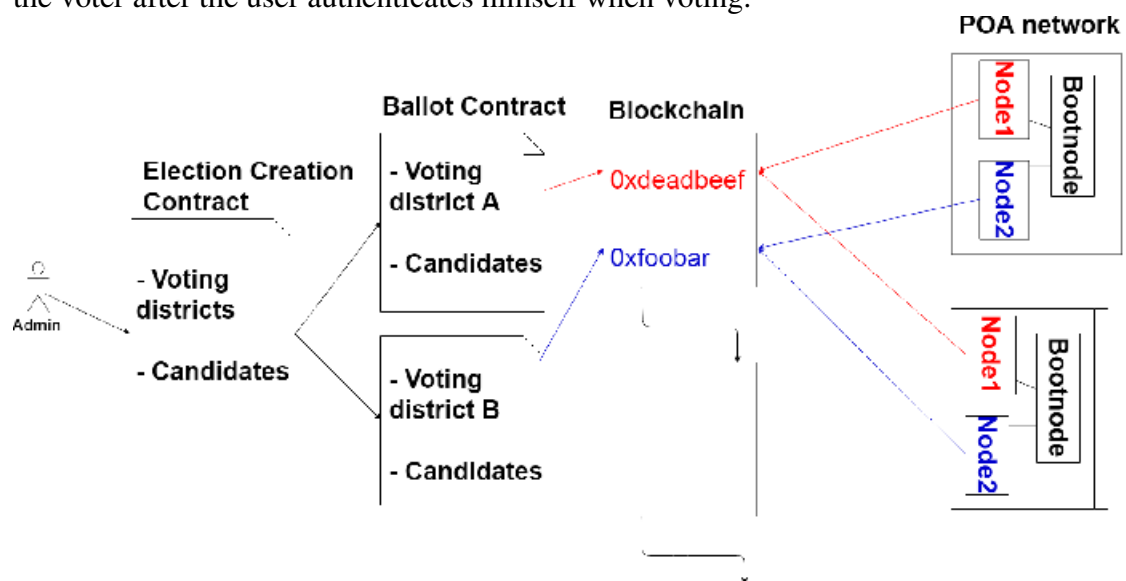 the voter after the user authenticates himself when voting.
POA network
Node1
Bootnode
Node2
Ballot Contract
Blockchain
Election Creation
Contract
- Voting
district A
- Candidates
0xdeadbeef
0xfoobar
- Voting
districts
- Candidates
Admin
- Voting
district B
- Candidates
Node1
Bootnode
Node2